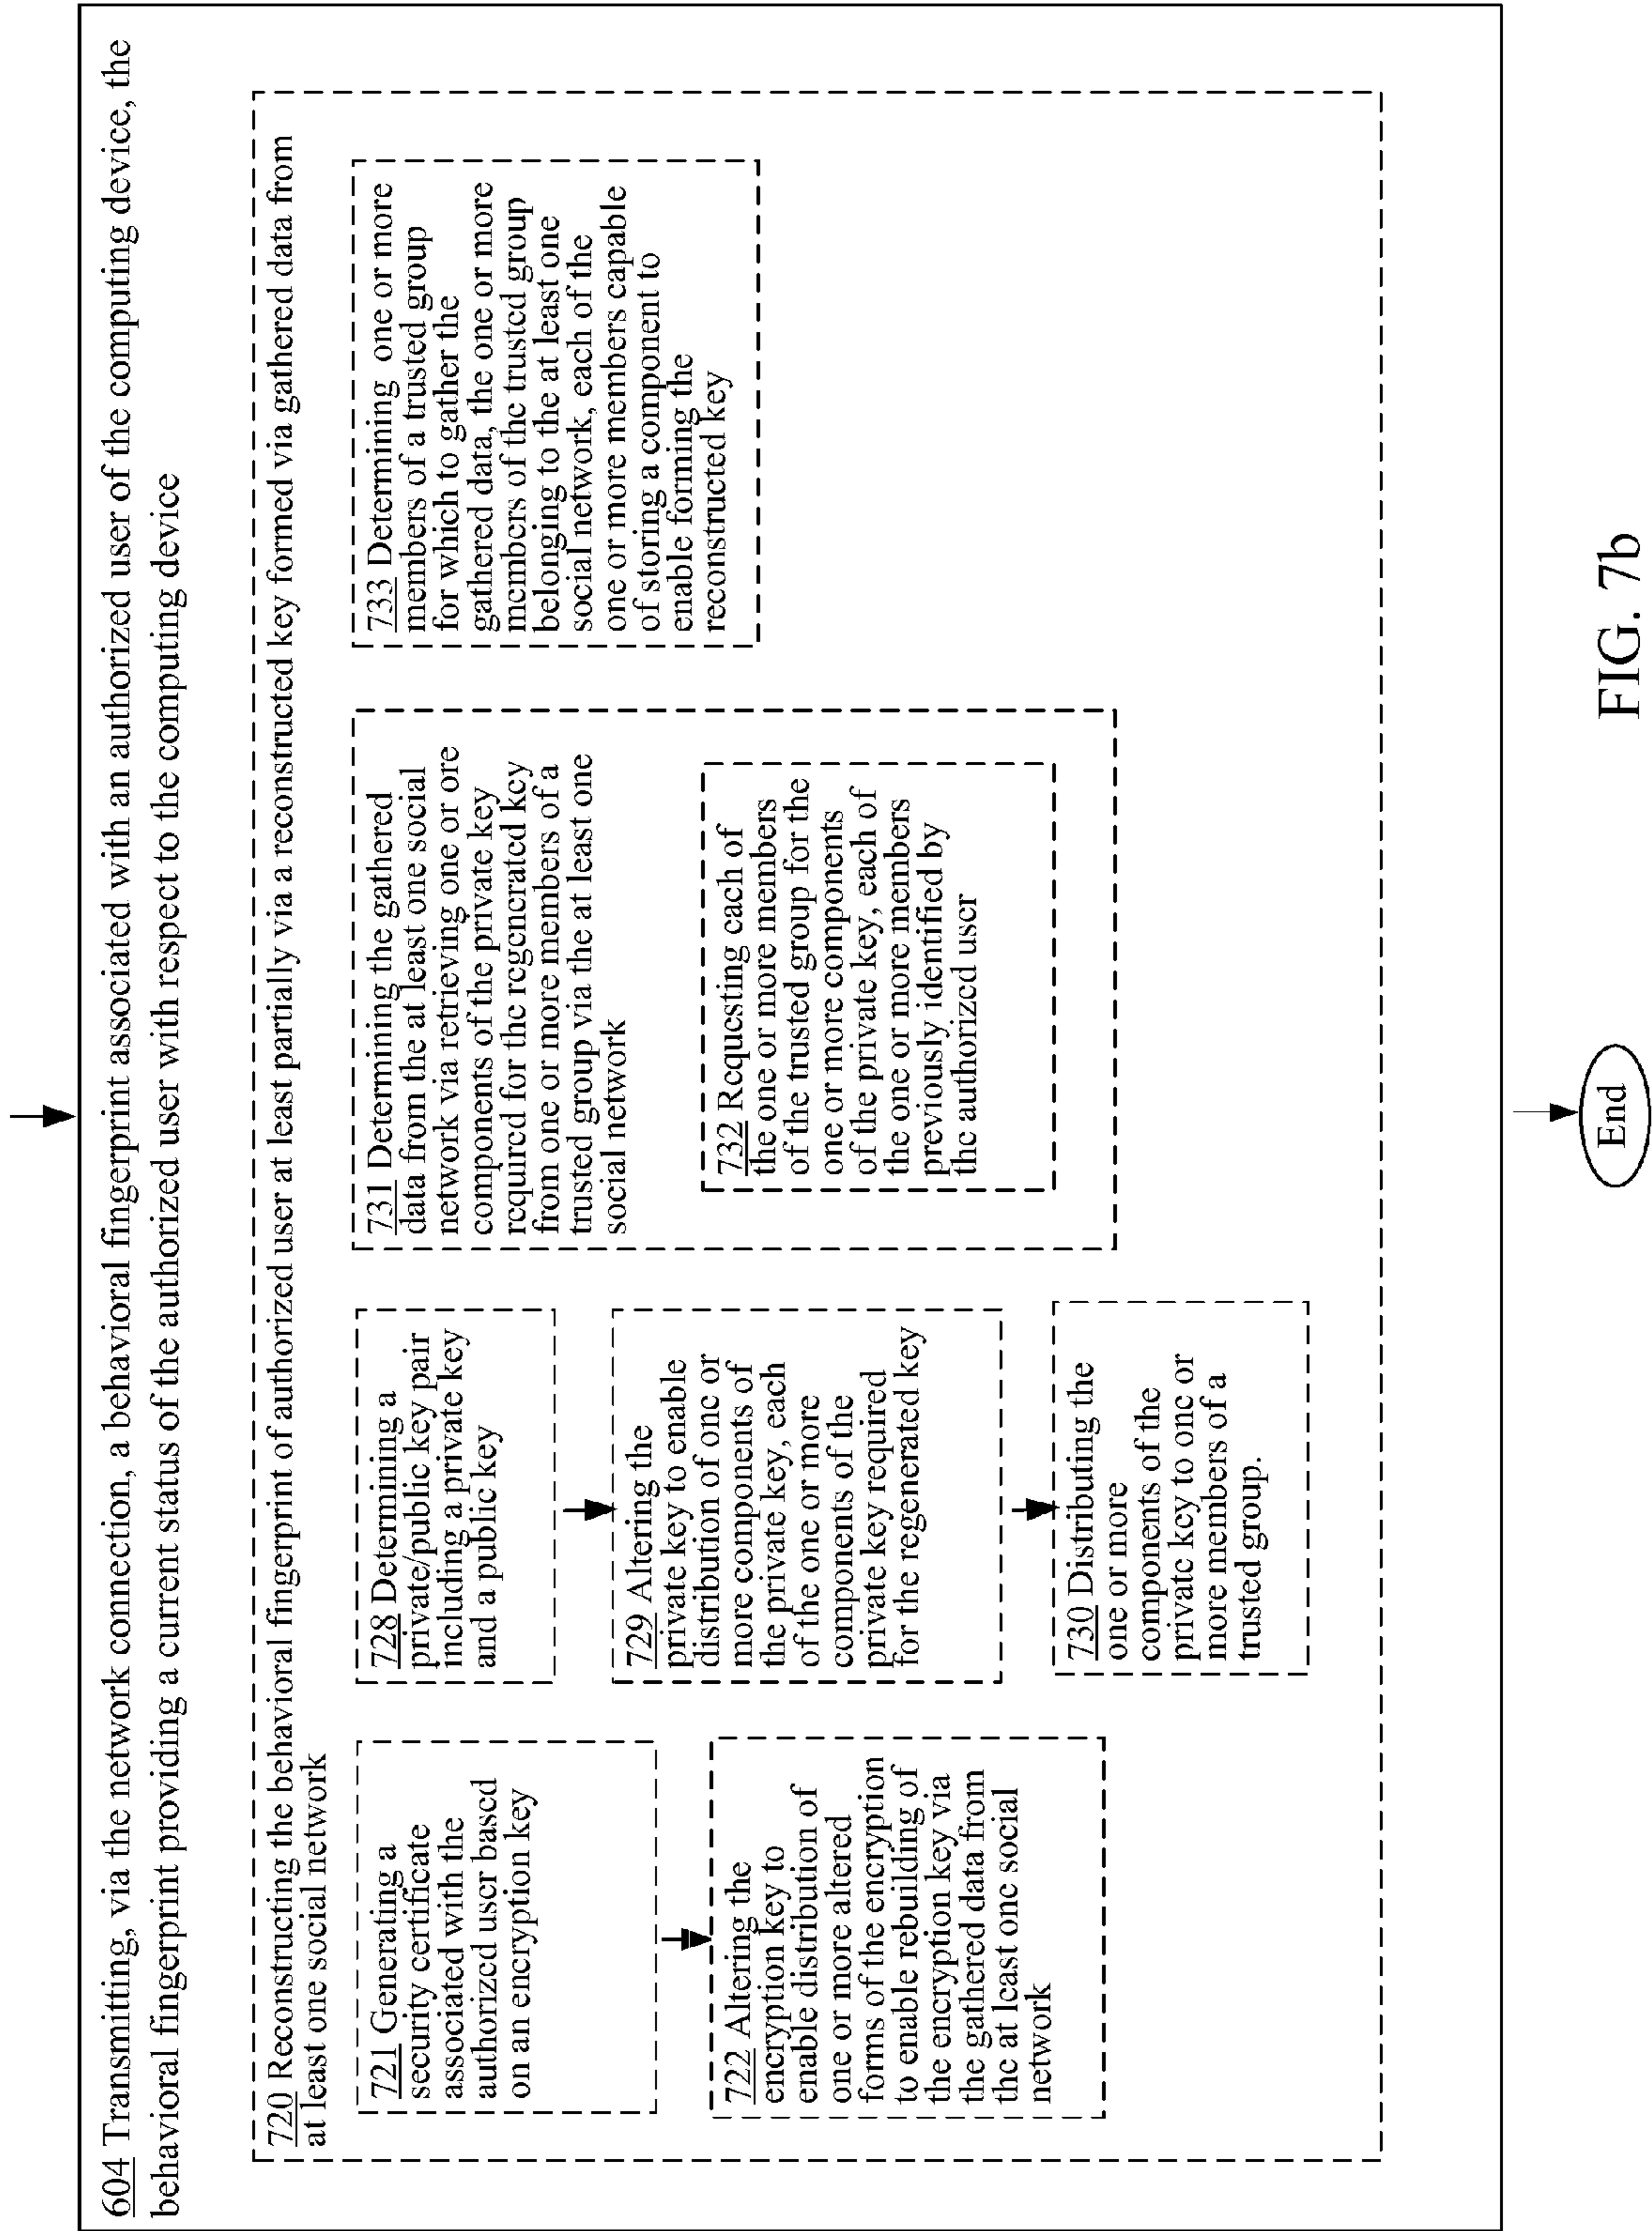 604 Transmitting, via the network connection, a behavioral fingerprint associated with an authorized user of the computing device, the
behavioral fingerprint providing a current status of the authorized user with respect to the computing device
720 Reconstructing the behavioral fingerprint of authorized user at least partially via a reconstructed key formed via gathered data from
at least one social network
721 Generating a
security certificate
associated with the
authorized user based
on an encryption key
722 Altering the
encryption key to
enable distribution of
one or more altered
forms of the encryption
to enable rebuilding of
the encryption key via
the gathered data from
the at least one social
network
728 Determining a
private/public key pair
including a private key
and a public key
729 Altering the
private key to enable
distribution of one or
more components of
the private key, each
of the one or more
components of the
private key required
for the regenerated key
730 Distributing the
one or more
components of the
private key to one or
more members of a
trusted group.
731 Determining the gathered
data from the at least one social
network via retrieving one or ore
components of the private key
required for the regenerated key
from one or more members of a
trusted group via the at least one
social network
732 Requesting each of
the one or more members
of the trusted group for the
one or more components
of the private key, each of
the one or more members
previously identified by
the authorized user
733 Determining one or more
members of a trusted group
for which to gather the
gathered data, the one or more
members of the trusted group
belonging to the at least one
social network, each of the
one or more members capable
of storing a component to
enable forming the
reconstructed key
End
FIG. 7b